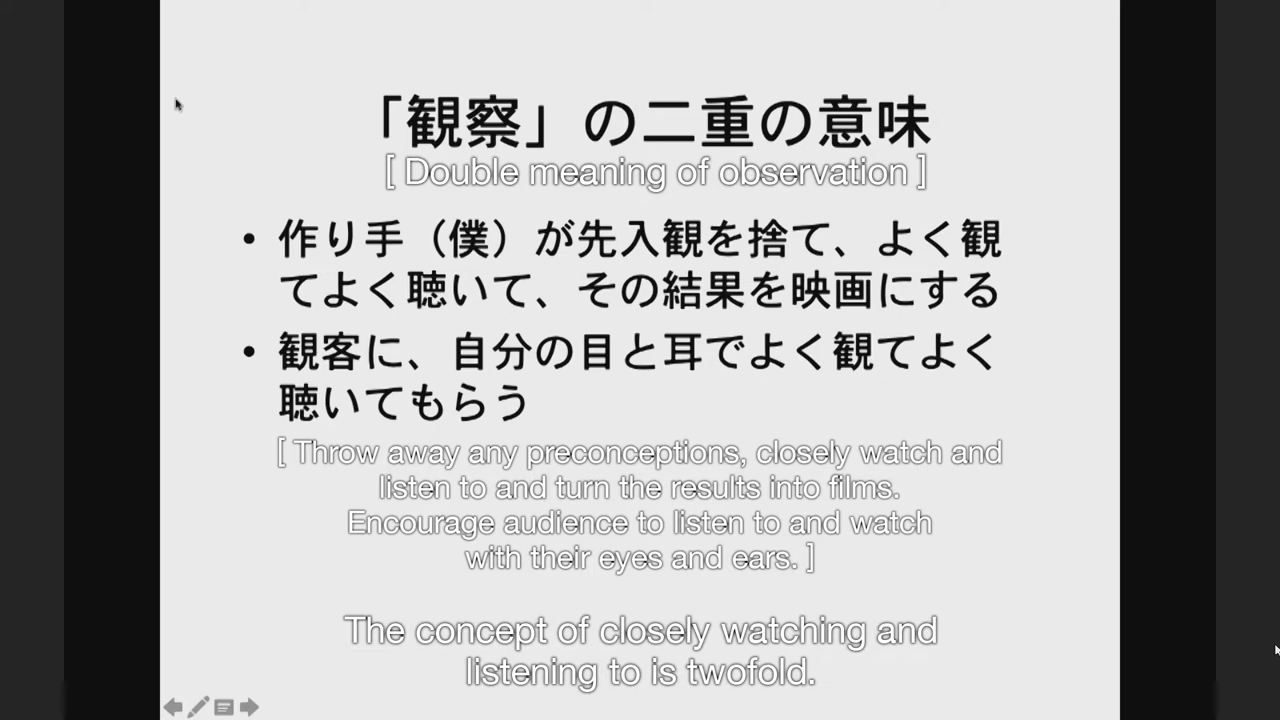 「観察」の二重の意味
[ Double meaning of observation ]
• 作り手（僕）が先入観を捨て、よく観
てよく聴いて、その結果を映画にする
• 観客に、自分の目と耳でよく観てよく
聴いてもらう
[ Throw away any preconceptions, closely watch and
listen to and turn the results into films.
Encourage audience to listen to and watch
with their eyes and ears. ]
The concept of closely watching and
listening to is twofold.